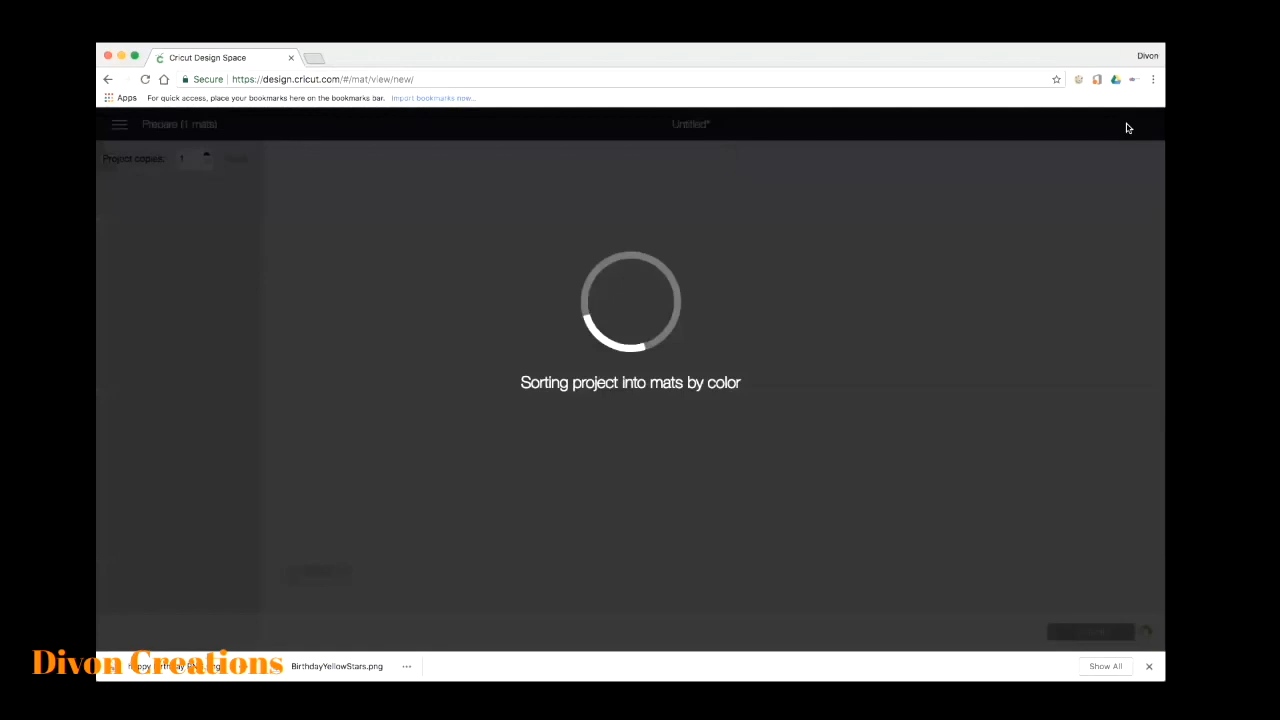 Cricut Design Space
Divon
Secure https://design.cricut.com/#/mat/view/new/
Apps For quick access, place your bookmarks here on the bookmarks bar. Import bookmarks now...
Prepare (1 mats) Untitled*
Project copies: 1
Sorting project into mats by color
BirthdayYellowStars.png Show All
Divon Creations